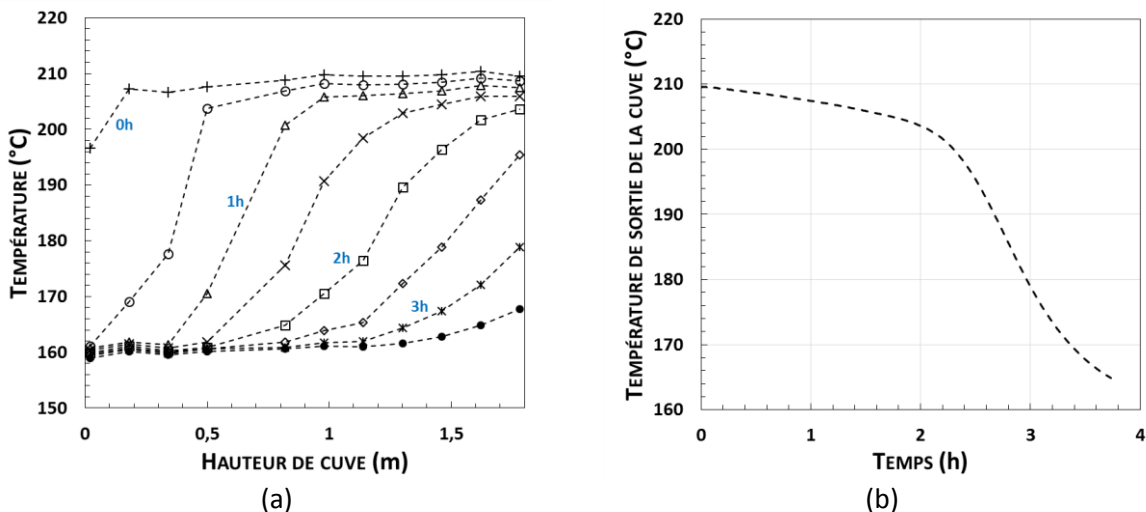 220
210
200
190
180
170
160
150
0
0,5
1
1,5
TEMPÉRATURE (°C)
HAUTEUR DE CUVE (m)
0h
1h
2h
3h
(a)
220
210
200
190
180
170
160
0
1
2
3
4
TEMPÉRATURE DE SORTIE DE LA CUVE (°C)
TEMPS (h)
(b)